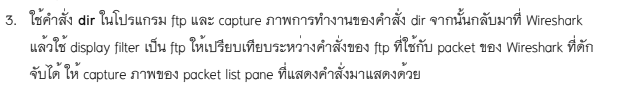 3. ใช้คำสั่ง dir ในโปรแกรม ftp และ capture ภาพการทำงานของคำสั่ง dir จากนั้นกลับมาที่ Wireshark
แล้วใช้ display filter เป็น ftp ให้เปรียบเทียบระหว่างคำสั่งของ ftp ที่ใช้กับ packet ของ Wireshark ที่ดัก
จับได้ ให้ capture ภาพของ packet list pane ที่แสดงคำสั่งมาแสดงด้วย